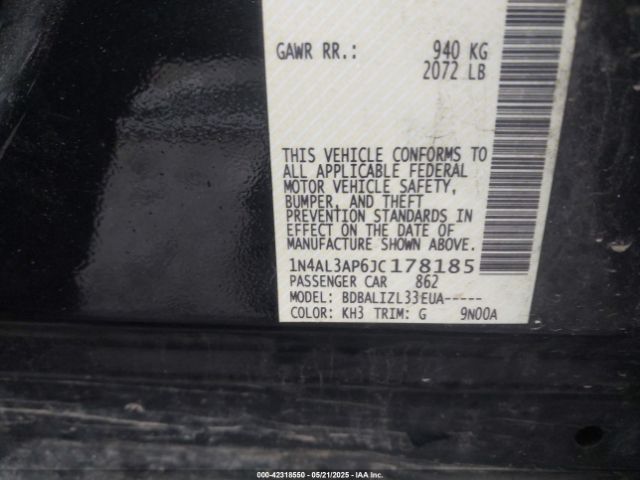 GAWR RR.: 940 KG
2072 LB
THIS VEHICLE CONFORMS TO
ALL APPLICABLE FEDERAL
MOTOR VEHICLE SAFETY,
BUMPER, AND THEFT
PREVENTION STANDARDS IN
EFFECT ON THE DATE OF
MANUFACTURE SHOWN ABOVE.
1N4AL3AP6JC178185
PASSENGER CAR 862
MODEL: BDBALIZL33EUA-----
COLOR: KH3 TRIM: G 9N00A
000-42318550 - 05/21/2025 - IAA Inc.